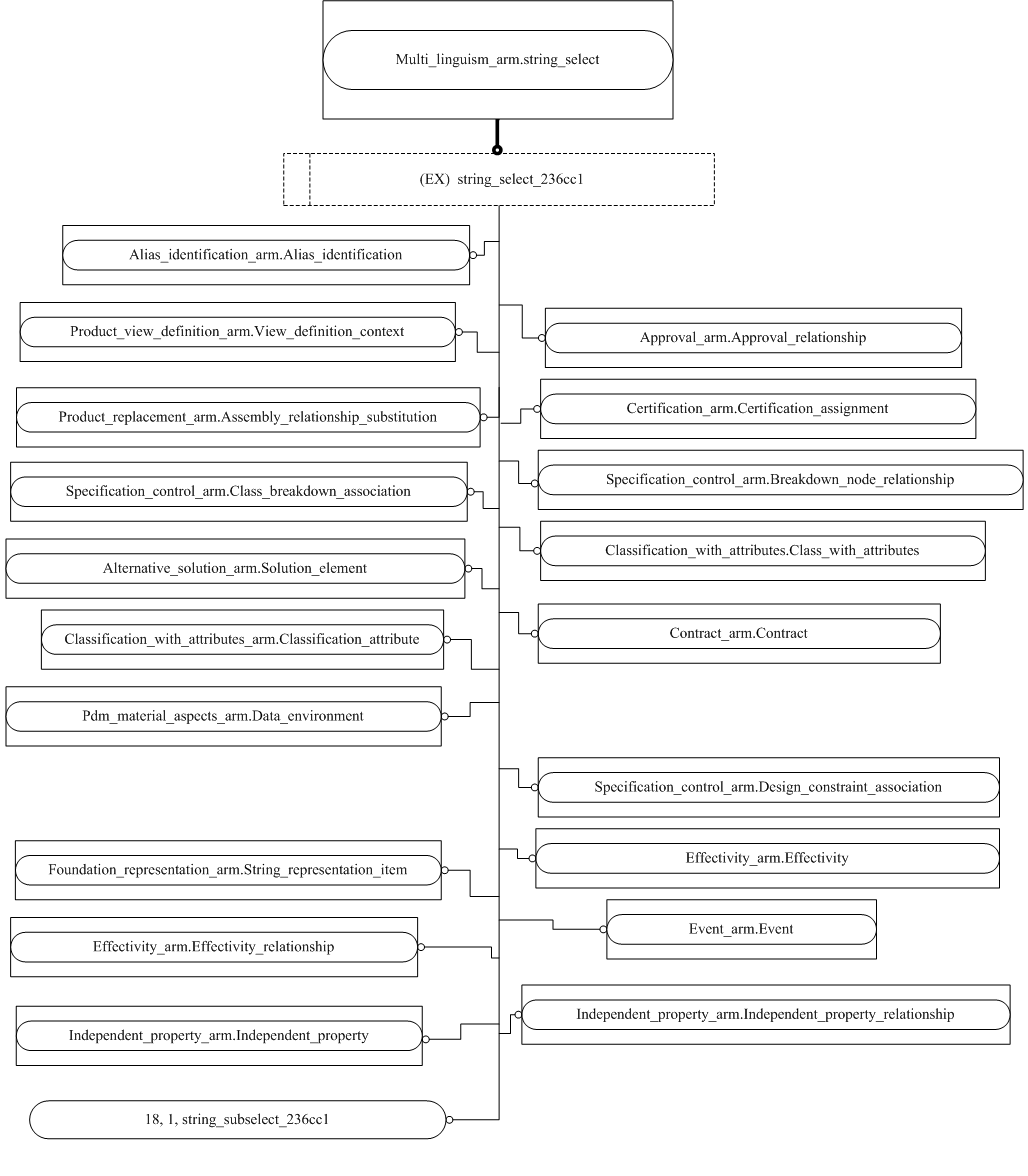 Multi_linguism_arm.string_select
(EX) string_select_236cc1
Alias_identification_arm.Alias_identification
Product_view_definition_arm.View_definition_context
Approval_arm.Approval_relationship
Product_replacement_arm.Assembly_relationship_substitution
Certification_arm.Certification_assignment
Specification_control_arm.Class_breakdown_association
Specification_control_arm.Breakdown_node_relationship
Classification_with_attributes.Class_with_attributes
Alternative_solution_arm.Solution_element
Classification_with_attributes_arm.Classification_attribute
Contract_arm.Contract
Pdm_material_aspects_arm.Data_environment
Specification_control_arm.Design_constraint_association
Foundation_representation_arm.String_representation_item
Effectivity_arm.Effectivity
Effectivity_arm.Effectivity_relationship
Event_arm.Event
Independent_property_arm.Independent_property
Independent_property_arm.Independent_property_relationship
18, 1, string_subselect_236cc1